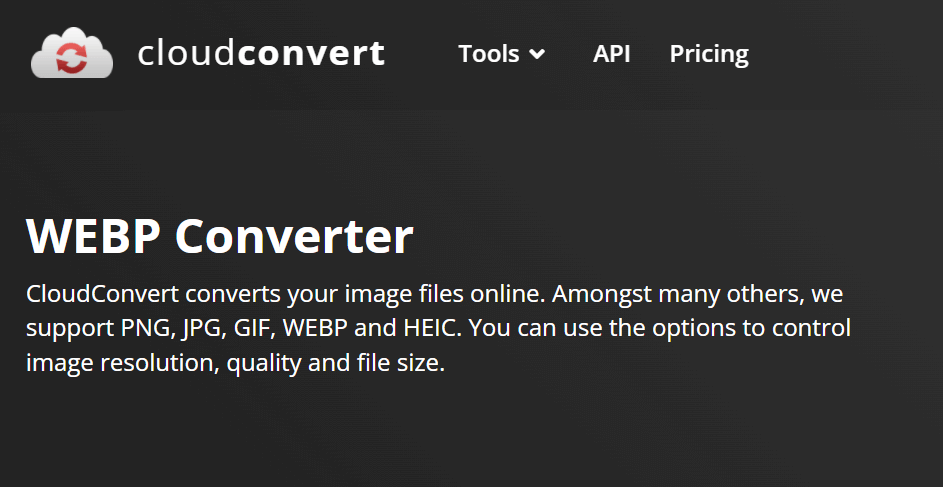 cloudconvert Tools API Pricing
WEBP Converter
CloudConvert converts your image files online. Amongst many others, we
support PNG, JPG, GIF, WEBP and HEIC. You can use the options to control
image resolution, quality and file size.